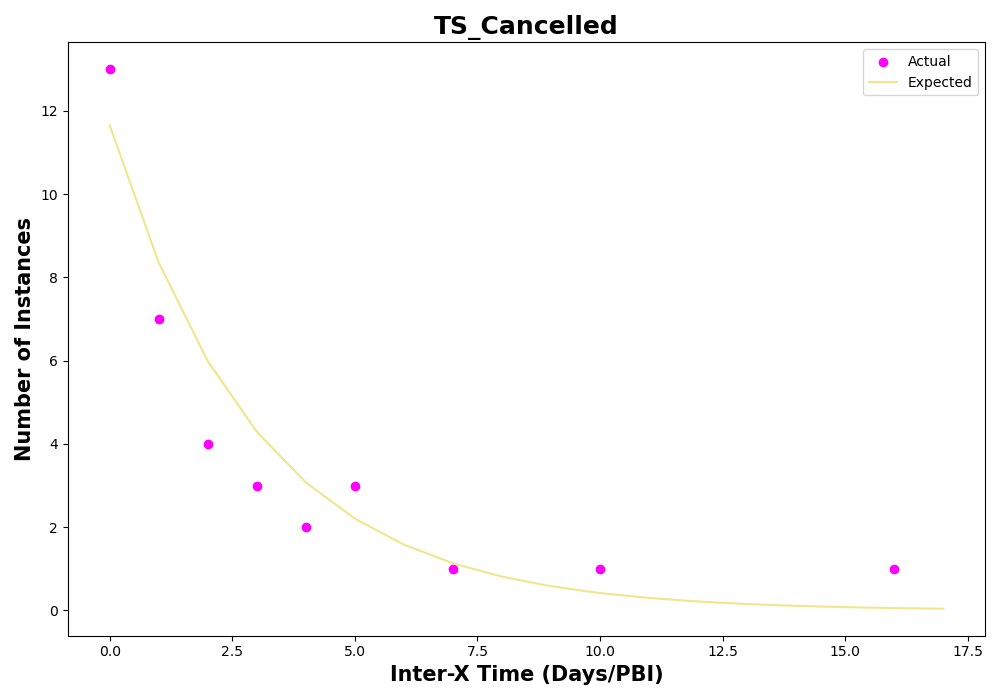 TS_Cancelled
Actual
Expected
12
10
8
6
4
2
0
Number of Instances
0.0 2.5 5.0 7.5 10.0 12.5 15.0 17.5
Inter-X Time (Days/PBI)